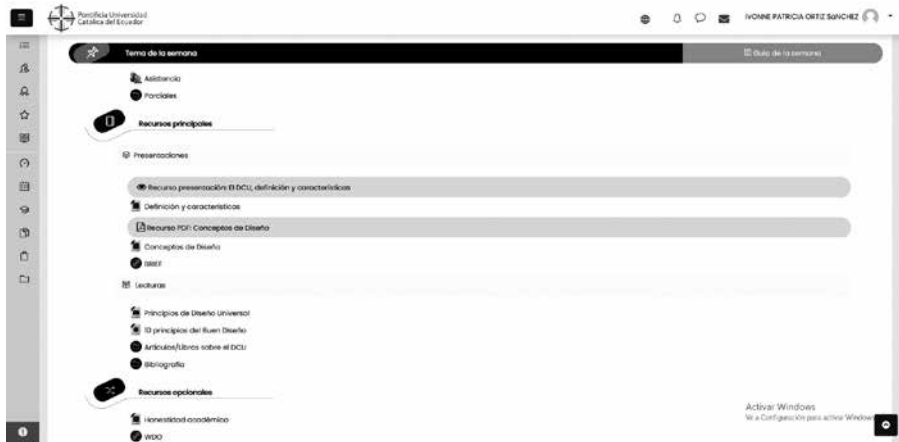 Pontificia Universidad
Católica del Ecuador
IVONNE PATRICIA ORTIZ SáNCHEZ
Tema de la semana
Guía de la semana
Asistencia
Parciales
Recursos principales
Presentaciones
Recurso presentación: El DCU, definición y características
Definición y características
Recurso PDF: Conceptos de Diseño
Conceptos de Diseño
BRIEF
Lecturas
Principios de Diseño Universal
10 principios del Buen Diseño
Artículos/Libros sobre el DCU
Bibliografía
Recursos opcionales
Honestidad académica
WDO
Activar Windows
Ve a Configuración para activar Windows